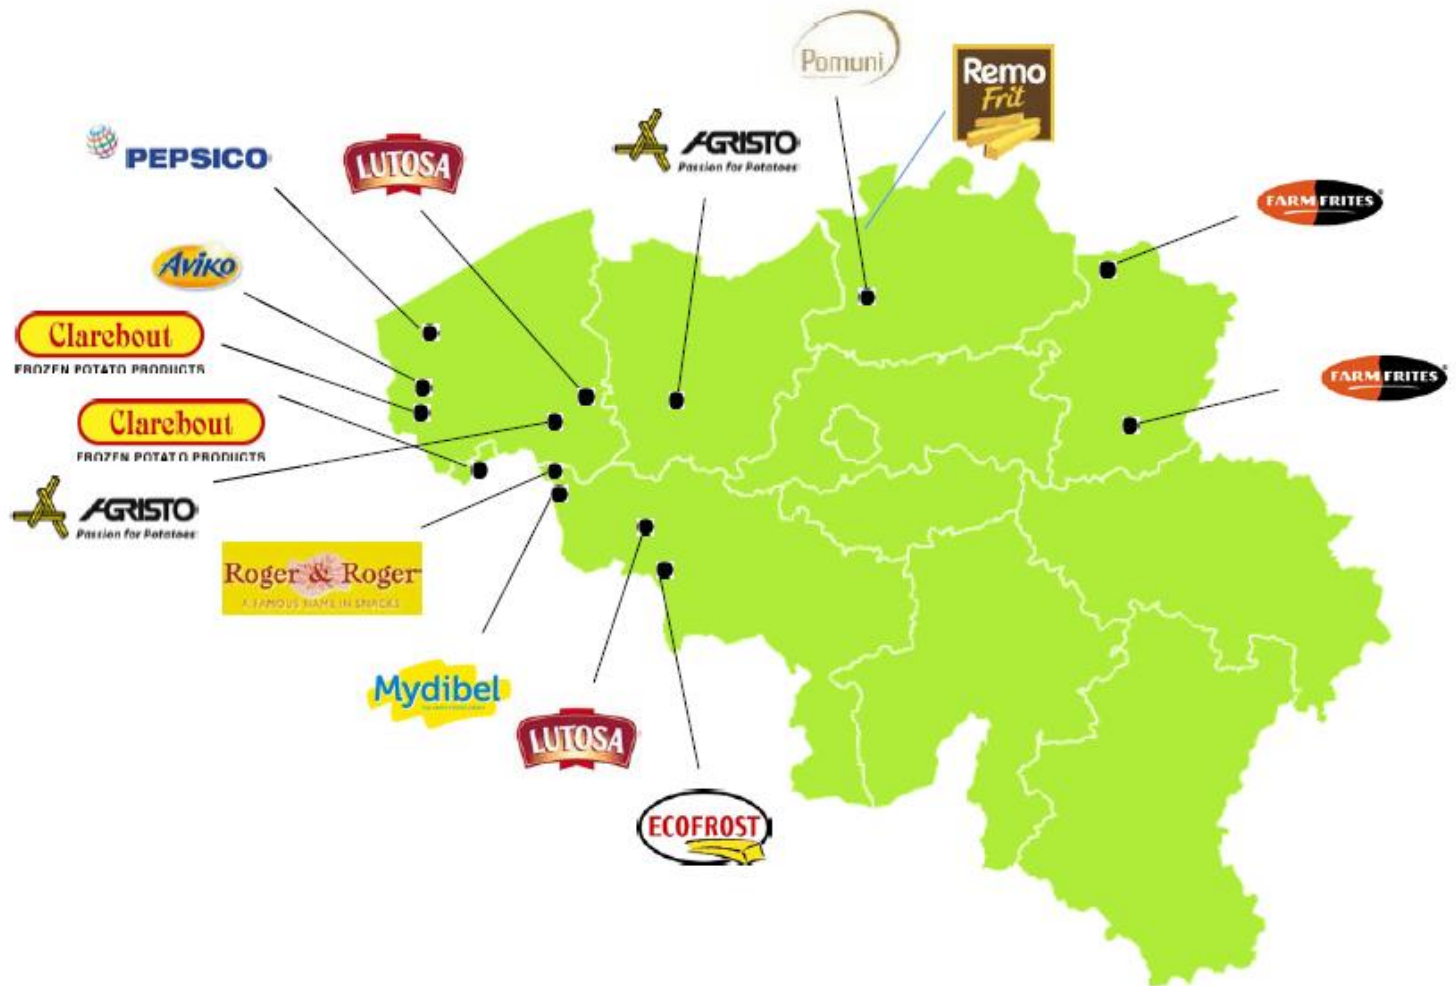 Pomuni
Remo
Frit
AGRISTO
Passion for Potatoes
PEPSICO
LUTOSA
FARM FRITES
AVIKO
Clarebout
FROZEN POTATO PRODUCTS
FARM FRITES
Clarebout
FROZEN POTATO PRODUCTS
AGRISTO
Passion for Potatoes
Roger & Roger
A FAMOUS NAME IN SNACKS
Mydibel
LUTOSA
ECOFROST